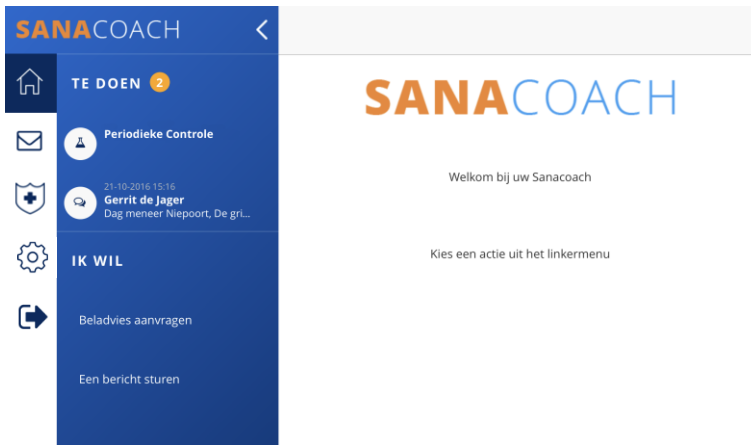 SANACOACH
TE DOEN 2
Periodieke Controle
21-10-2016 15:16
Gerrit de Jager
Dag meneer Niepoort, De gri...
IK WIL
Beladvies aanvragen
Een bericht sturen
SANACOACH
Welkom bij uw Sanacoach
Kies een actie uit het linkermenu